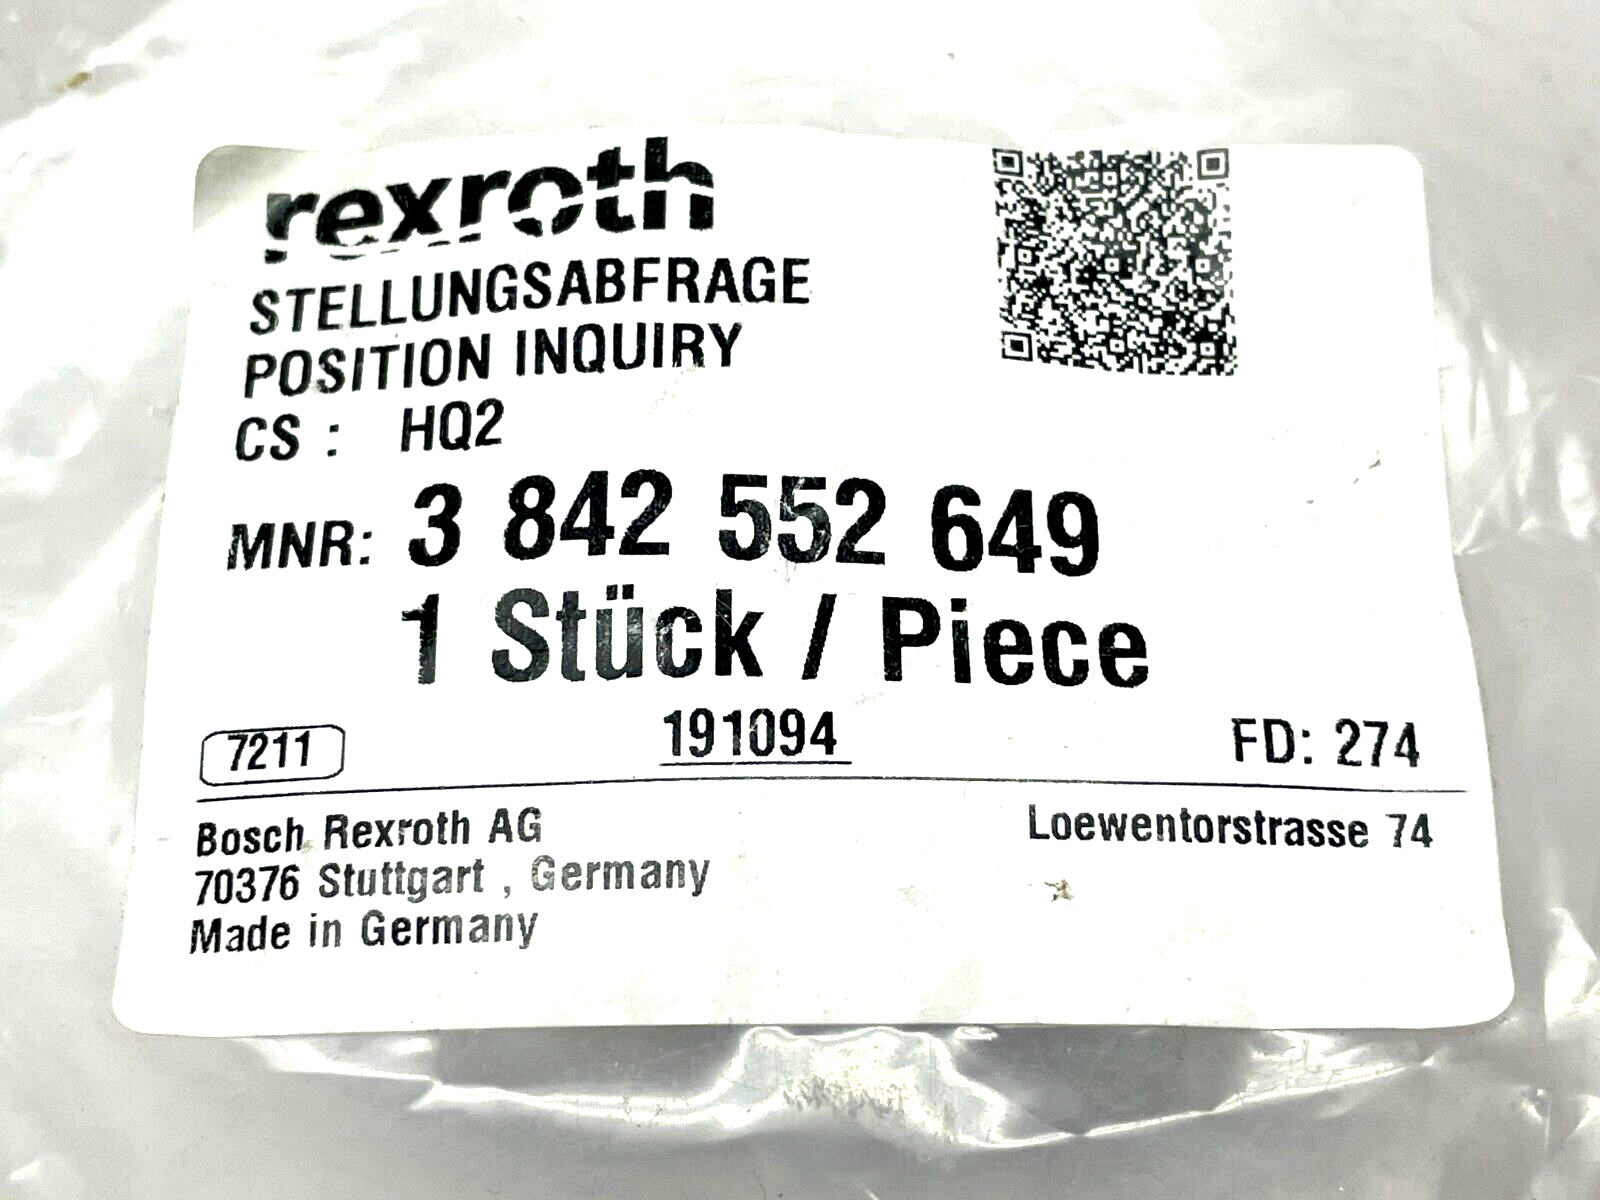 rexroth
STELLUNGSABFRAGE
POSITION INQUIRY
CS : HQ2
MNR: 3 842 552 649
1 Stück / Piece
7211 191094 FD: 274
Bosch Rexroth AG Loewentorstrasse 74
70376 Stuttgart , Germany
Made in Germany